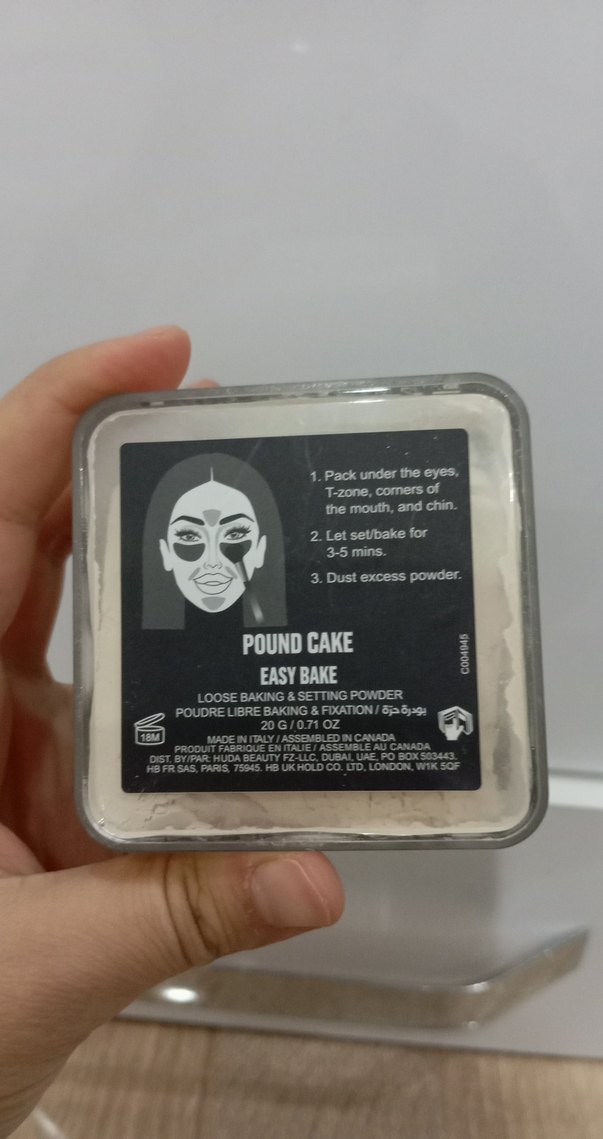 1. Pack under the eyes,
T-zone, corners of
the mouth, and chin.
2. Let set/bake for
3-5 mins.
3. Dust excess powder.
POUND CAKE
EASY BAKE
LOOSE BAKING & SETTING POWDER
POUDRE LIBRE BAKING & FIXATION / بودرة حرّة
20 G / 0.71 OZ
MADE IN ITALY / ASSEMBLED IN CANADA
PRODUIT FABRIQUE EN ITALIE / ASSEMBLE AU CANADA
DIST. BY/PAR: HUDA BEAUTY FZ-LLC, DUBAI, UAE, PO BOX 503443.
HB FR SAS, PARIS, 75945. HB UK HOLD CO. LTD, LONDON, W1K 5QF
18M
C004945